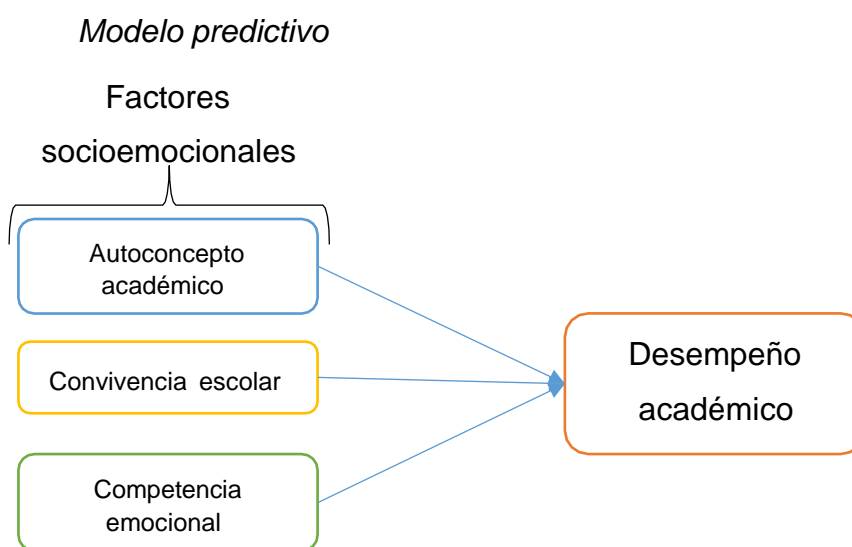 Modelo predictivo
Factores
socioemocionales
Autoconcepto
académico
Convivencia escolar
Competencia
emocional
Desempeño
académico